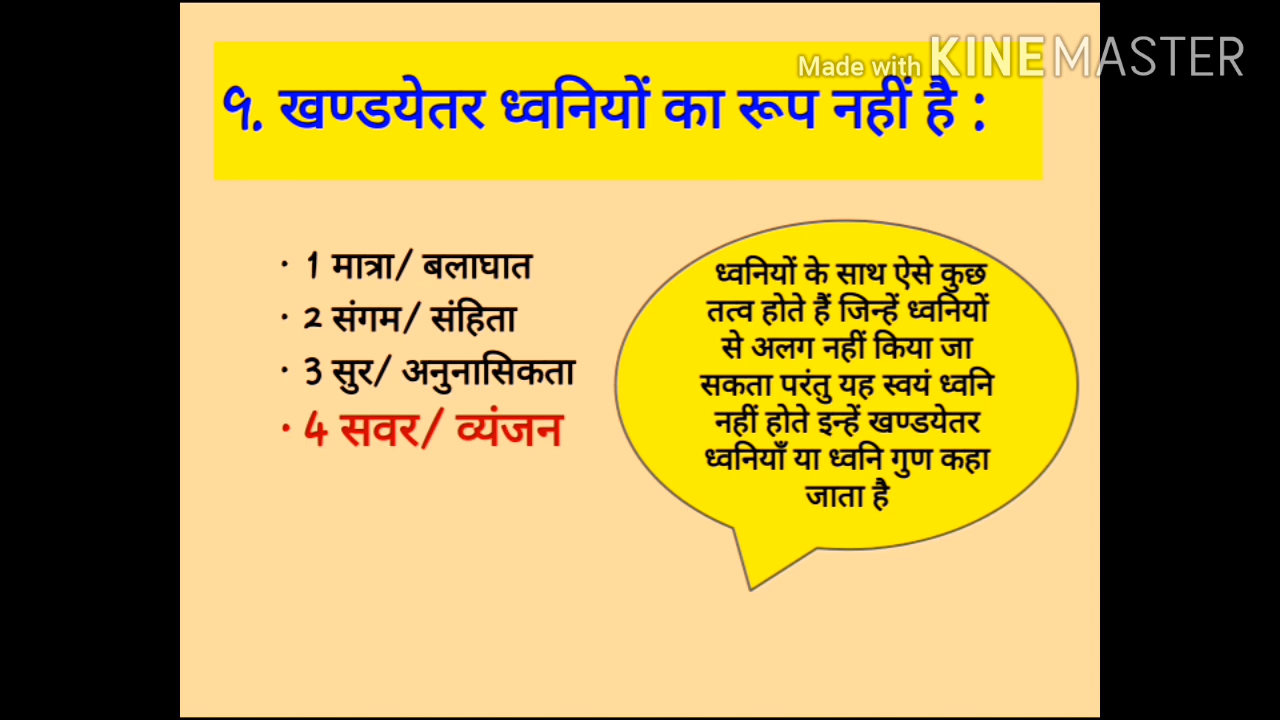 Made with KINEMASTER
१. खण्डयेतर ध्वनियों का रूप नहीं है :
· 1 मात्रा/ बलाघात
· 2 संगम/ संहिता
· 3 सुर/ अनुनासिकता
· 4 सवर/ व्यंजन
ध्वनियों के साथ ऐसे कुछ
तत्व होते हैं जिन्हें ध्वनियों
से अलग नहीं किया जा
सकता परंतु यह स्वयं ध्वनि
नहीं होते इन्हें खण्डयेतर
ध्वनियाँ या ध्वनि गुण कहा
जाता है